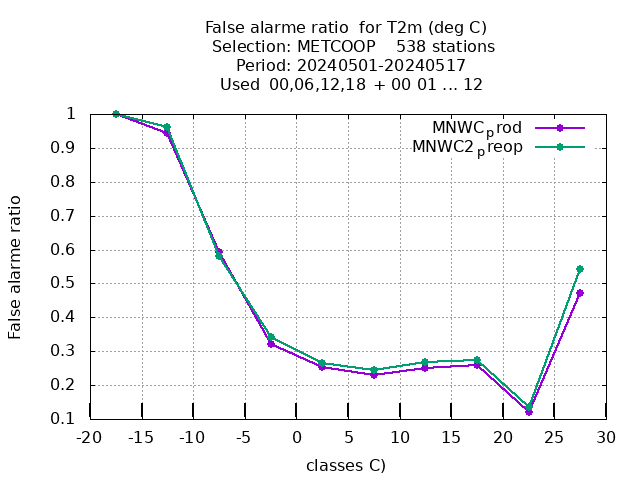 False alarme ratio  for T2m (deg C)
Selection: METCOOP    538 stations
Period: 20240501-20240517
Used  00,06,12,18 + 00 01 ... 12
MNWCprod
MNWC2preop
False alarme ratio
1
0.9
0.8
0.7
0.6
0.5
0.4
0.3
0.2
0.1
-20 -15 -10 -5 0 5 10 15 20 25 30
classes C)